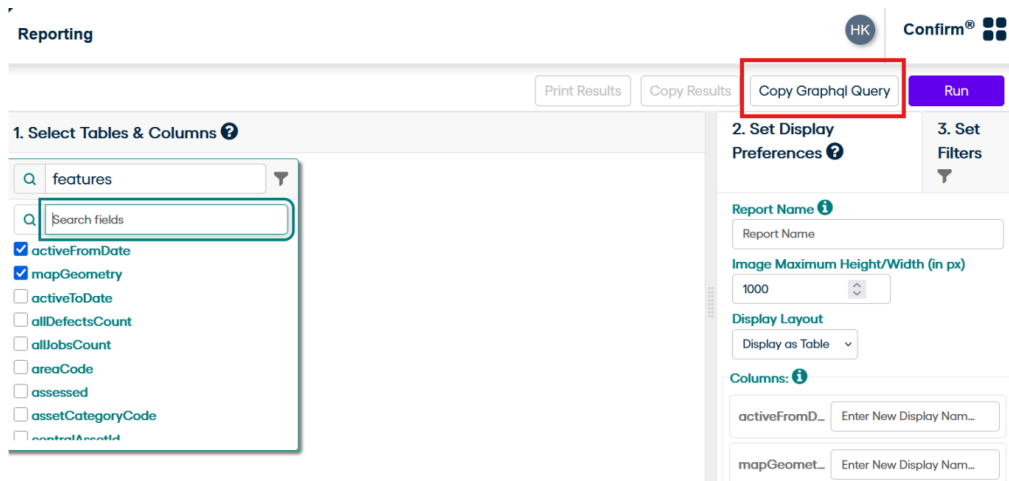 Reporting
HK
Confirm®
Print Results
Copy Results
Copy Graphql Query
Run
1. Select Tables & Columns ?
features
Search fields
activeFromDate
mapGeometry
activeToDate
allDefectsCount
allJobsCount
areaCode
assessed
assetCategoryCode
centralAssetId
2. Set Display
Preferences ?
3. Set
Filters
Report Name i
Report Name
Image Maximum Height/Width (in px)
1000
Display Layout
Display as Table
Columns: i
activeFromD... Enter New Display Nam...
mapGeomet... Enter New Display Nam...